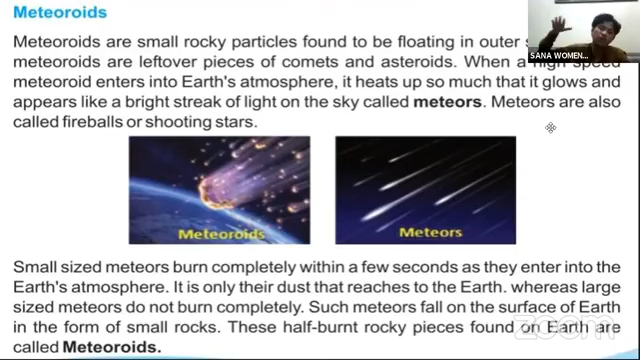 Meteoroids
Meteoroids are small rocky particles found to be floating in outer s
meteoroids are leftover pieces of comets and asteroids. When a high speed
meteoroid enters into Earth's atmosphere, it heats up so much that it glows and
appears like a bright streak of light on the sky called meteors. Meteors are also
called fireballs or shooting stars.
SANA WOMEN...
Meteoroids
Meteors
Small sized meteors burn completely within a few seconds as they enter into the
Earth's atmosphere. It is only their dust that reaches to the Earth. whereas large
sized meteors do not burn completely. Such meteors fall on the surface of Earth
in the form of small rocks. These half-burnt rocky pieces found on Earth are
called Meteoroids.
zoom